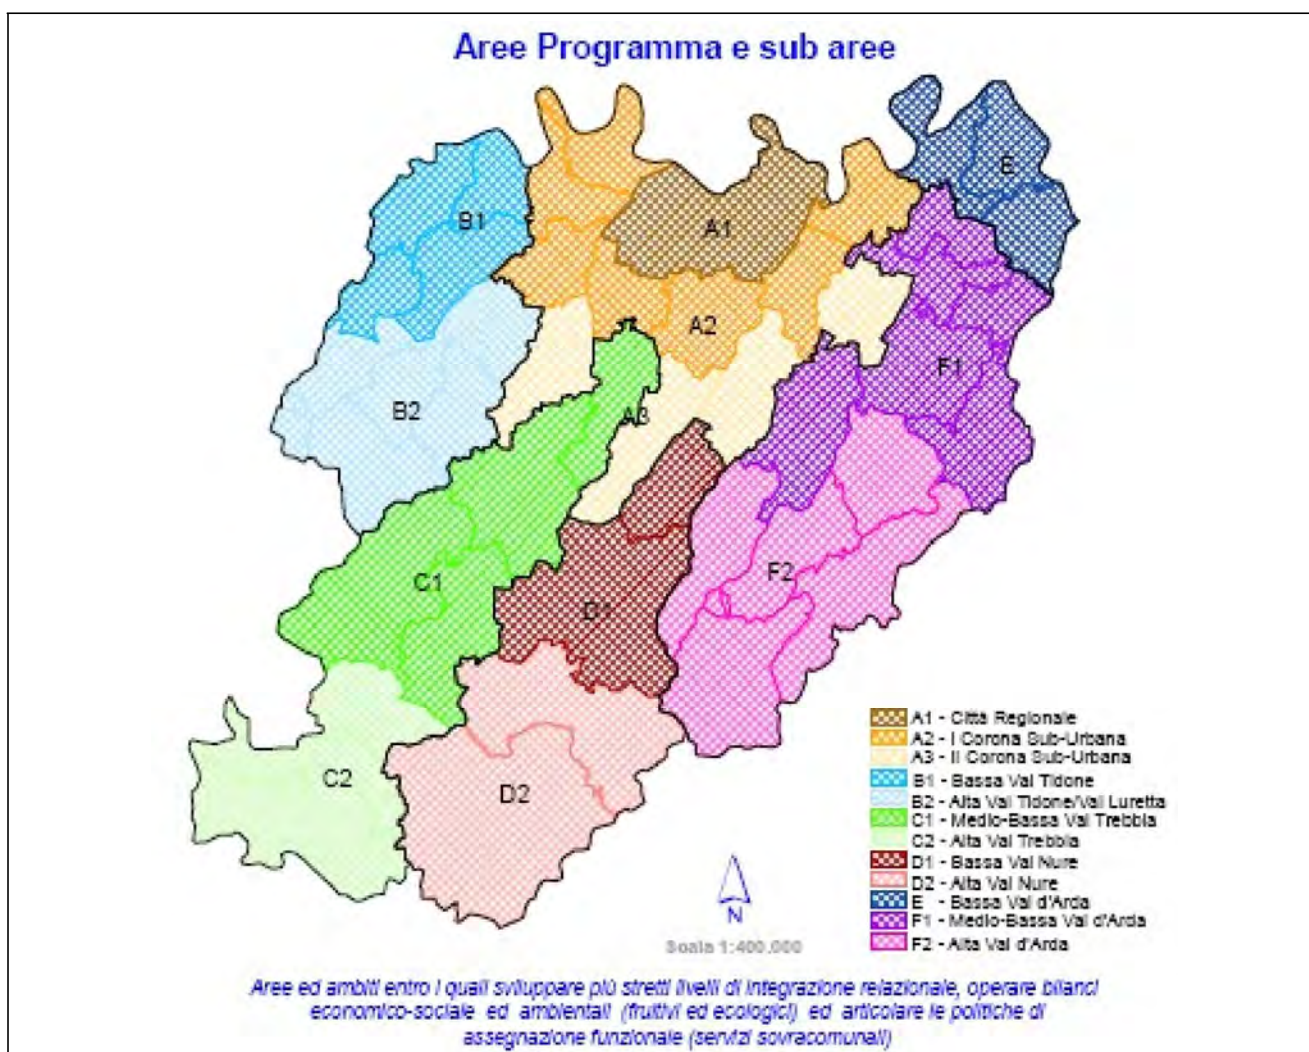 Aree Programma e sub aree
E
B1
A1
A2
F1
B2
A3
C1
F2
D1
C2
D2
A1 - Città Regionale
A2 - I Corona Sub-Urbana
A3 - II Corona Sub-Urbana
B1 - Bassa Val Tidone
B2 - Alta Val Tidone/Val Luretta
C1 - Medio-Bassa Val Trebbia
C2 - Alta Val Trebbia
D1 - Bassa Val Nure
D2 - Alta Val Nure
E - Bassa Val d'Arda
F1 - Medio-Bassa Val d'Arda
F2 - Alta Val d'Arda
N
Scala 1:400.000
Aree ed ambiti entro i quali sviluppare più stretti livelli di integrazione relazionale, operare bilanci
economico-sociale ed ambientali (fruitivi ed ecologici) ed articolare le politiche di
assegnazione funzionale (servizi sovracomunali)